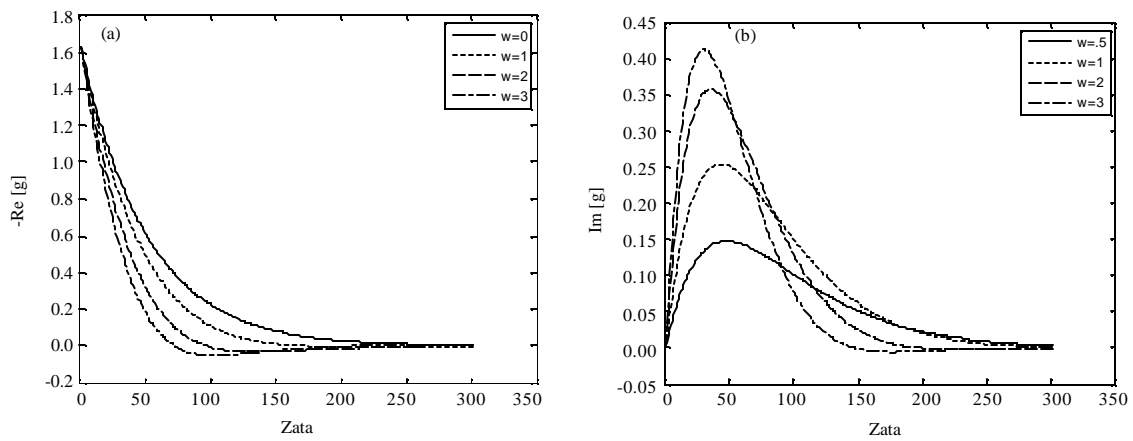 (a)
w=0
w=1
w=2
w=3
1.8
1.6
1.4
1.2
1.0
0.8
0.6
0.4
0.2
0.0
-0.2
-Re [g]
0 50 100 150 200 250 300 350
Zata
(b)
w=.5
w=1
w=2
w=3
0.45
0.40
0.35
0.30
0.25
0.20
0.15
0.10
0.05
0.00
-0.05
Im [g]
0 50 100 150 200 250 300 350
Zata